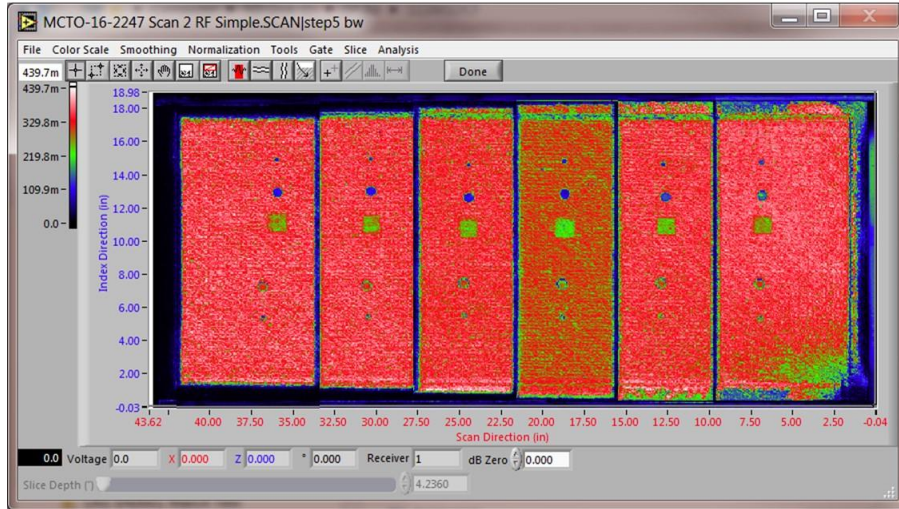 MCTO-16-2247 Scan 2 RF Simple.SCAN|step5 bw
File Color Scale Smoothing Normalization Tools Gate Slice Analysis
439.7m
Done
439.7m
329.8m
219.8m
109.9m
0.0
18.98
18.00
16.00
14.00
12.00
10.00
8.00
6.00
4.00
2.00
-0.03
Index Direction (in)
43.62 40.00 37.50 35.00 32.50 30.00 27.50 25.00 22.50 20.00 17.50 15.00 12.50 10.00 7.50 5.00 2.50 -0.04
Scan Direction (in)
0.0 Voltage 0.0 X 0.000 Z 0.000 ° 0.000 Receiver 1 dB Zero 0.000
Slice Depth (") 4.2360